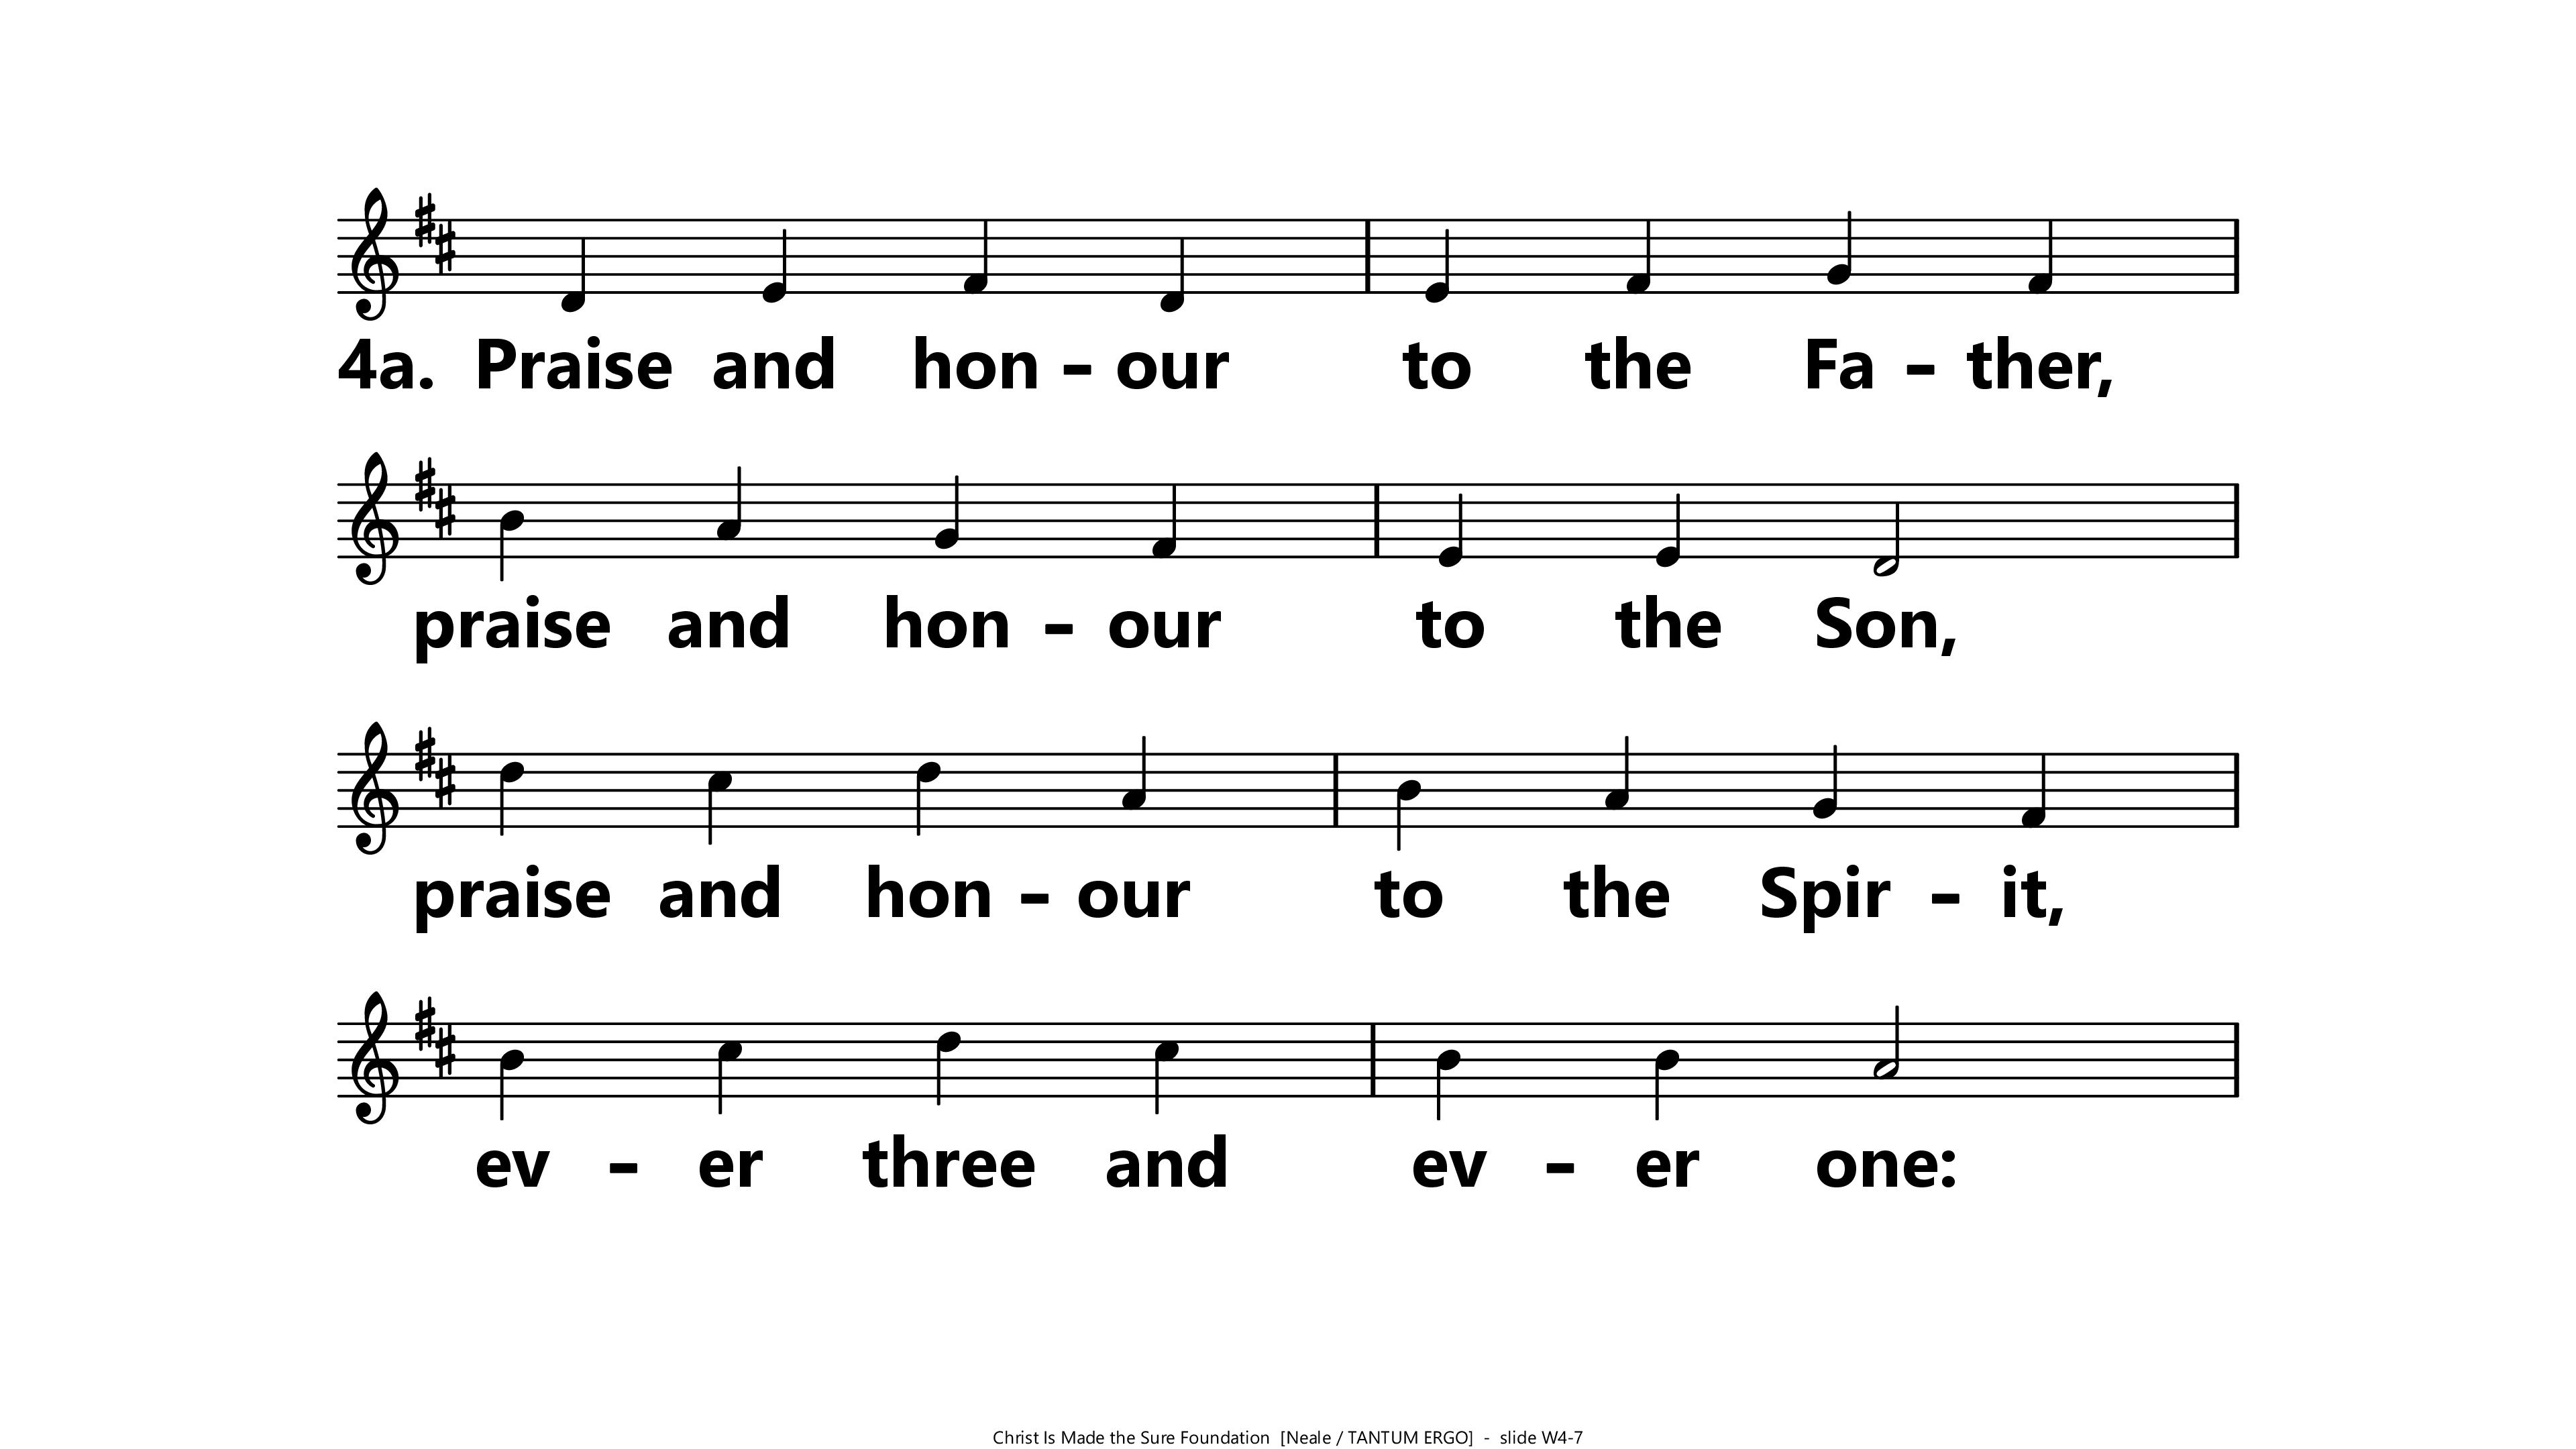 4a. Praise and hon - our to the Fa - ther,
praise and hon - our to the Son,
praise and hon - our to the Spir - it,
ev - er three and ev - er one:
Christ Is Made the Sure Foundation [Neale / TANTUM ERGO] - slide W4-7